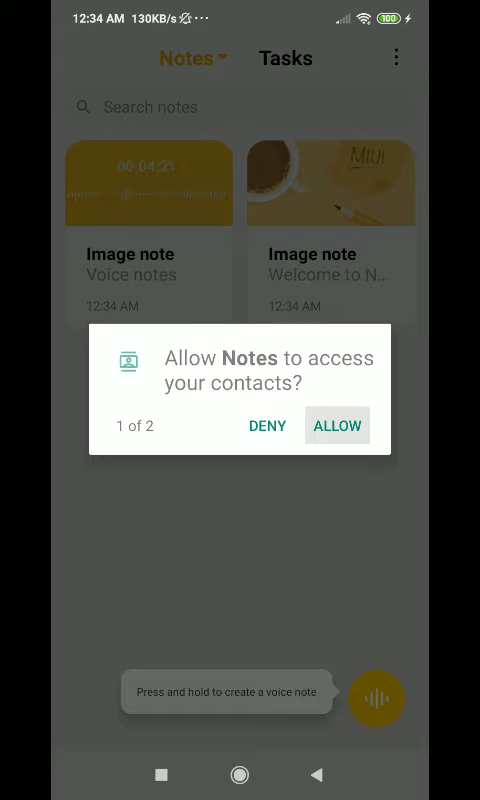 12:34 AM 130KB/s ... 100
Notes Tasks
Search notes
00:04:21
MIUI
Image note
Voice notes
12:34 AM
Image note
Welcome to N...
12:34 AM
Allow Notes to access
your contacts?
1 of 2 DENY ALLOW
Press and hold to create a voice note